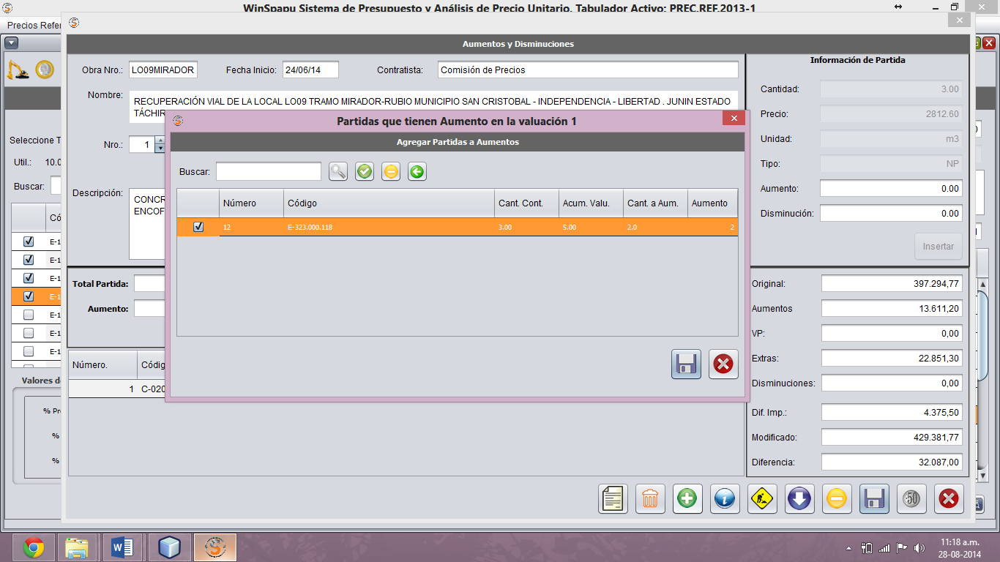 WinSpapu Sistema de Presupuesto y Análisis de Precio Unitario. Tabulador Activo: PREC.REF.2013-1
Precios Refer
Aumentos y Disminuciones
Obra Nro.: LO09MIRADOR Fecha Inicio: 24/06/14 Contratista: Comisión de Precios
Nombre: RECUPERACIÓN VIAL DE LA LOCAL LO09 TRAMO MIRADOR-RUBIO MUNICIPIO SAN CRISTOBAL - INDEPENDENCIA - LIBERTAD . JUNIN ESTADO
TÁCHIR
Nro.: 1
Descripción: CONCR
ENCOF
Total Partida:
Aumento:
Número. Códig
1 C-020
Información de Partida
Cantidad: 3.00
Precio: 2812.60
Unidad: m3
Tipo: NP
Aumento: 0.00
Disminución: 0.00
Insertar
Original: 397.294,77
Aumentos 13.611,20
VP: 0,00
Extras: 22.851,30
Disminuciones: 0,00
Dif. Imp.: 4.375,50
Modificado: 429.381,77
Diferencia: 32.087,00
Partidas que tienen Aumento en la valuación 1
Agregar Partidas a Aumentos
Buscar:
Número Código Cant. Cont. Acum. Valu. Cant. a Aum. Aumento
12 E-323.000.118 3.00 5.00 2.0 2
Seleccione T
Util.: 10.0
Buscar:
Có
E-1
E-1
E-1
E-1
E-1
E-1
E-1
Valores d
% Pre
%
%
50
11:18 a.m.
28-08-2014